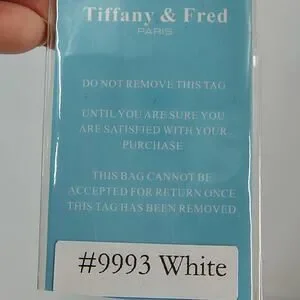 Tiffany & Fred
PARIS
DO NOT REMOVE THIS TAG
UNTIL YOU ARE SURE YOU
ARE SATISFIED WITH YOUR
PURCHASE
THIS BAG CANNOT BE
ACCEPTED FOR RETURN ONCE
THIS TAG HAS BEEN REMOVED
#9993 White